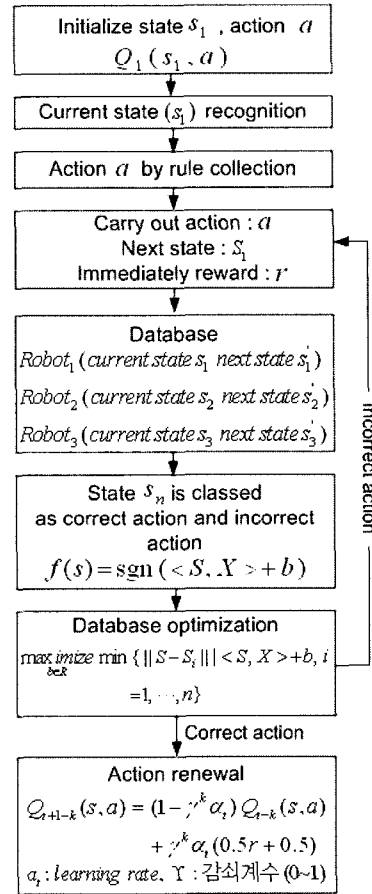 Initialize state s₁ , action a
Q₁ (s₁, a)
Current state (s₁) recognition
Action a by rule collection
Carry out action : a
Next state : S₁
Immediately reward : r
Database
Robot₁ (current state s₁ next state s₁')
Robot₂ (current state s₂ next state s₂')
Robot₃ (current state s₃ next state s₃')
State sₙ is classed
as correct action and incorrect
action
f(s) = sgn (< S, X > + b)
Database optimization
maximize min {|| S − Sᵢ ||| < S, X > +b, i
b∈R
=1, ⋯, n}
Incorrect action
Correct action
Action renewal
Qₜ₊₁₋ₖ (s, a) = (1 − γᵏ αₜ) Qₜ₋ₖ (s, a)
+ γᵏ αₜ (0.5r + 0.5)
aₜ : learning rate, ϒ : 감쇠계수 (0~1)